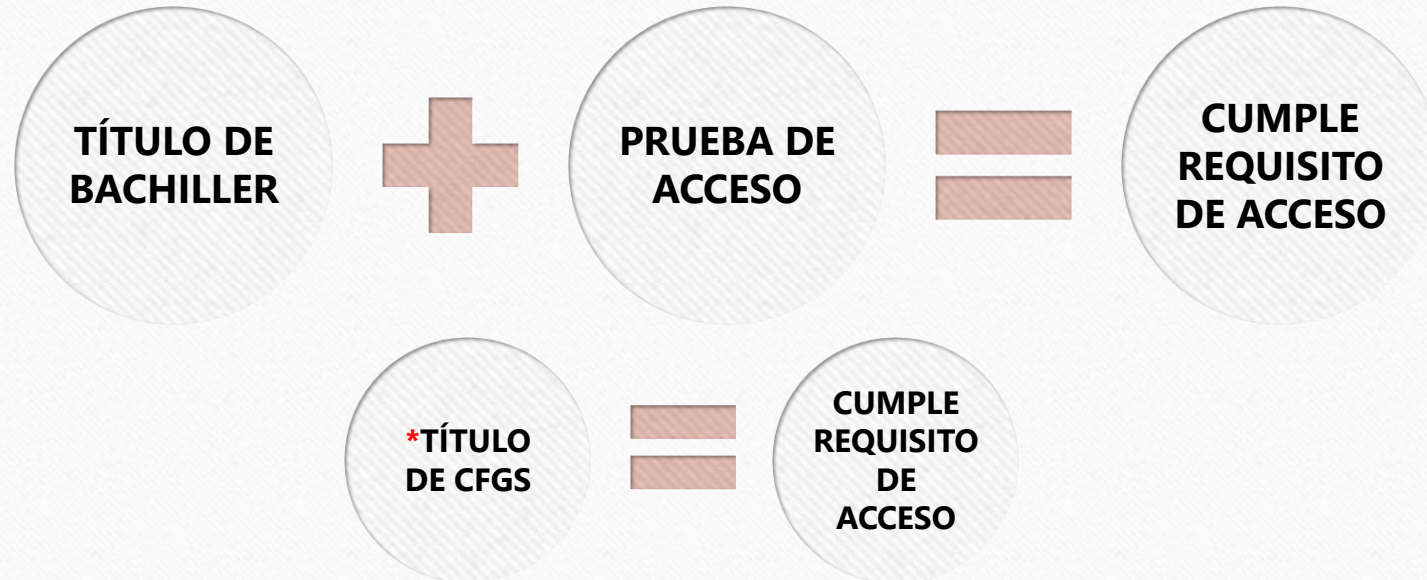 TÍTULO DE
BACHILLER
PRUEBA DE
ACCESO
CUMPLE
REQUISITO
DE ACCESO
*TÍTULO
DE CFGS
CUMPLE
REQUISITO
DE
ACCESO